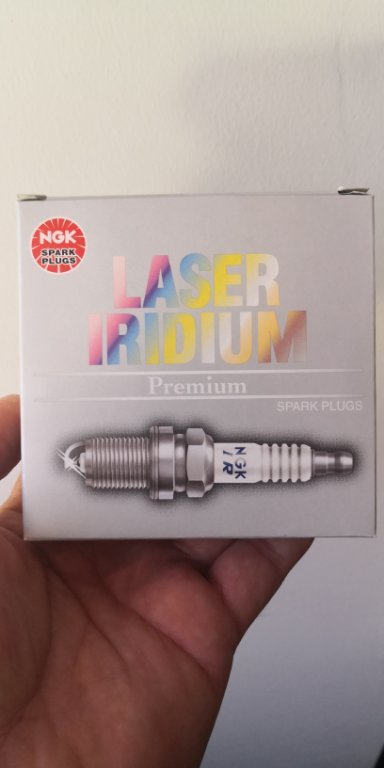 NGK
SPARK
PLUGS
LASER
IRIDIUM
Premium
SPARK PLUGS
NGK
IR